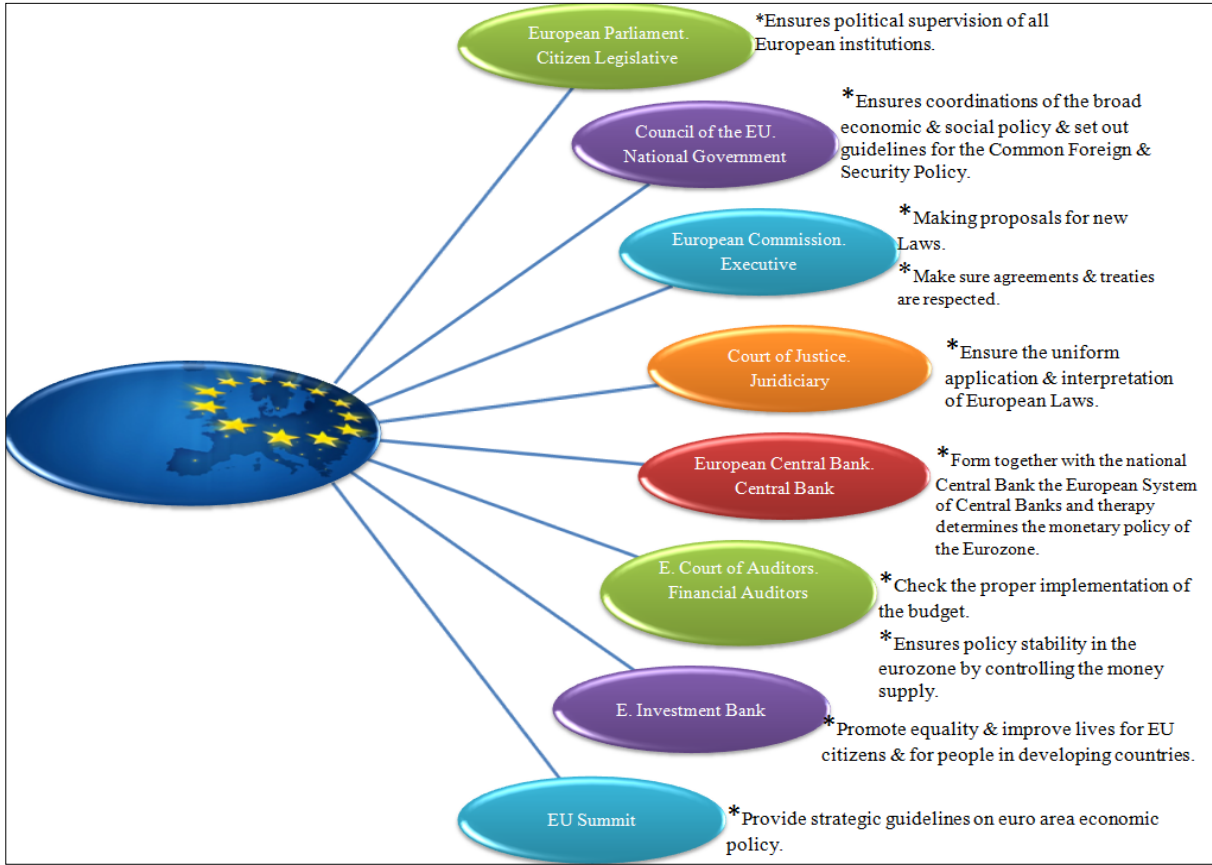 European Parliament.
Citizen Legislative
*Ensures political supervision of all
European institutions.
Council of the EU.
National Government
*Ensures coordinations of the broad
economic & social policy & set out
guidelines for the Common Foreign &
Security Policy.
European Commission.
Executive
*Making proposals for new
Laws.
*Make sure agreements & treaties
are respected.
Court of Justice.
Juridiciary
*Ensure the uniform
application & interpretation
of European Laws.
European Central Bank.
Central Bank
*Form together with the national
Central Bank the European System
of Central Banks and therapy
determines the monetary policy of
the Eurozone.
E. Court of Auditors.
Financial Auditors
*Check the proper implementation of
the budget.
*Ensures policy stability in the
eurozone by controlling the money
supply.
E. Investment Bank
*Promote equality & improve lives for EU
citizens & for people in developing countries.
EU Summit
*Provide strategic guidelines on euro area economic
policy.